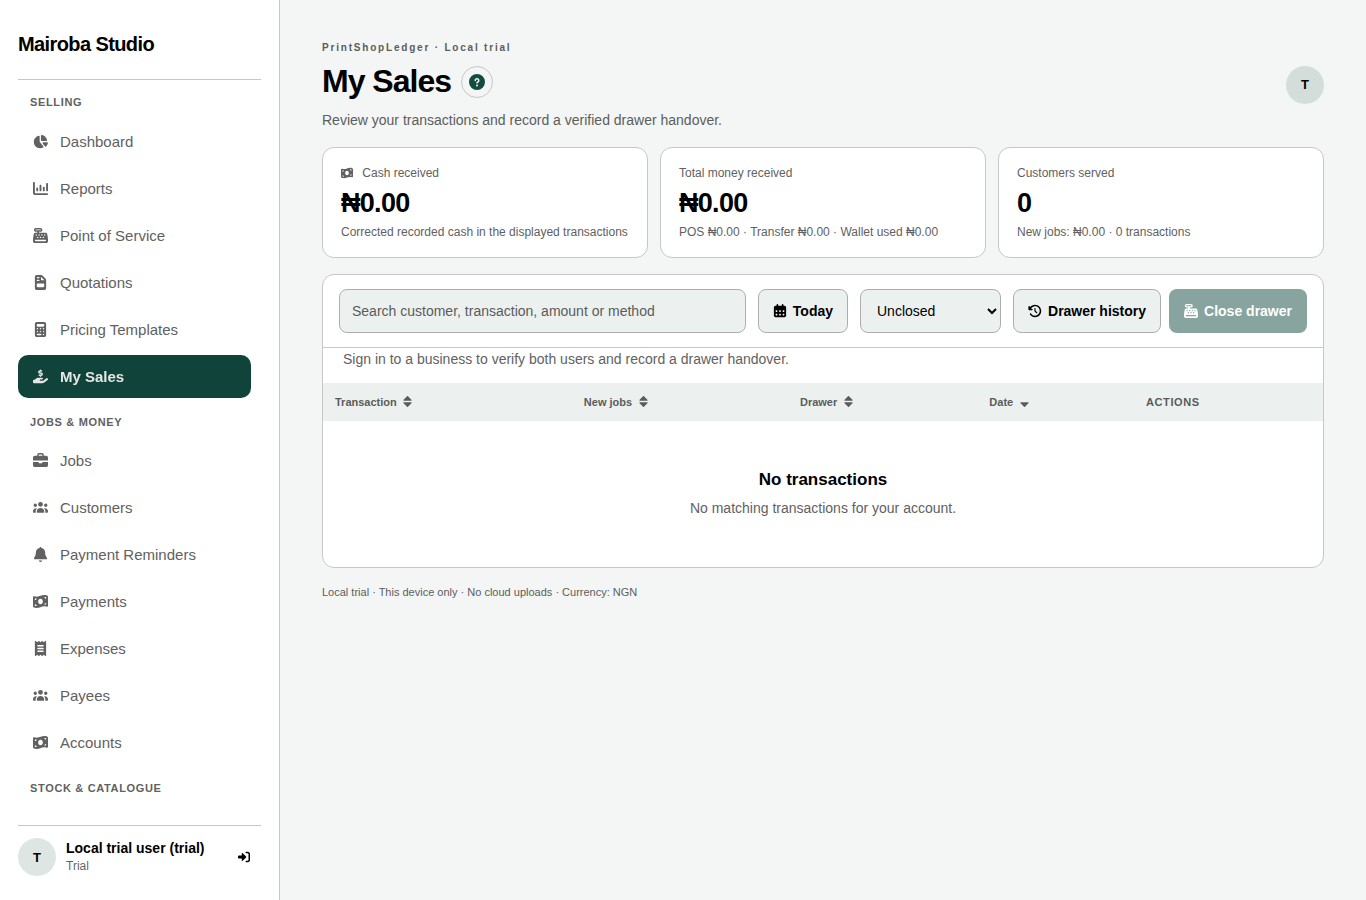 Mairoba Studio
SELLING
Dashboard
Reports
Point of Service
Quotations
Pricing Templates
My Sales
JOBS & MONEY
Jobs
Customers
Payment Reminders
Payments
Expenses
Payees
Accounts
STOCK & CATALOGUE
T
Local trial user (trial)
Trial
PrintShopLedger · Local trial
My Sales
?
T
Review your transactions and record a verified drawer handover.
Cash received
₦0.00
Corrected recorded cash in the displayed transactions
Total money received
₦0.00
POS ₦0.00 · Transfer ₦0.00 · Wallet used ₦0.00
Customers served
0
New jobs: ₦0.00 · 0 transactions
Search customer, transaction, amount or method
Today
Unclosed
Drawer history
Close drawer
Sign in to a business to verify both users and record a drawer handover.
Transaction New jobs Drawer Date ACTIONS
No transactions
No matching transactions for your account.
Local trial · This device only · No cloud uploads · Currency: NGN